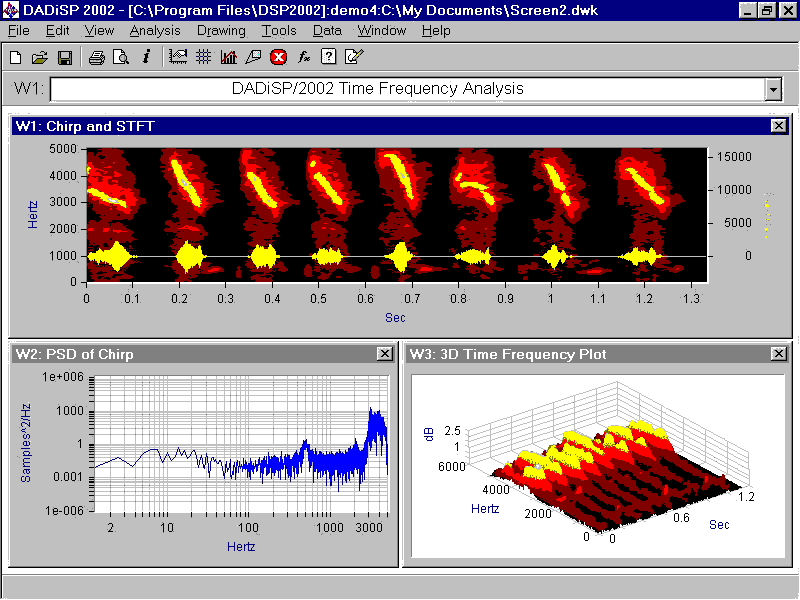 DADiSP 2002 - [C:\Program Files\DSP2002]:demo4:C:\My Documents\Screen2.dwk
File Edit View Analysis Drawing Tools Data Window Help
W1: DADiSP/2002 Time Frequency Analysis
W1: Chirp and STFT
5000
4000
3000
2000
1000
0
Hertz
15000
10000
5000
0
0 0.1 0.2 0.3 0.4 0.5 0.6 0.7 0.8 0.9 1 1.1 1.2 1.3
Sec
W2: PSD of Chirp
1e+006
1000
1
0.001
1e-006
Samples^2/Hz
2 10 100 1000 3000
Hertz
W3: 3D Time Frequency Plot
dB
2.5
1
6000
4000
2000
0
Hertz
0
0.6
1.2
Sec